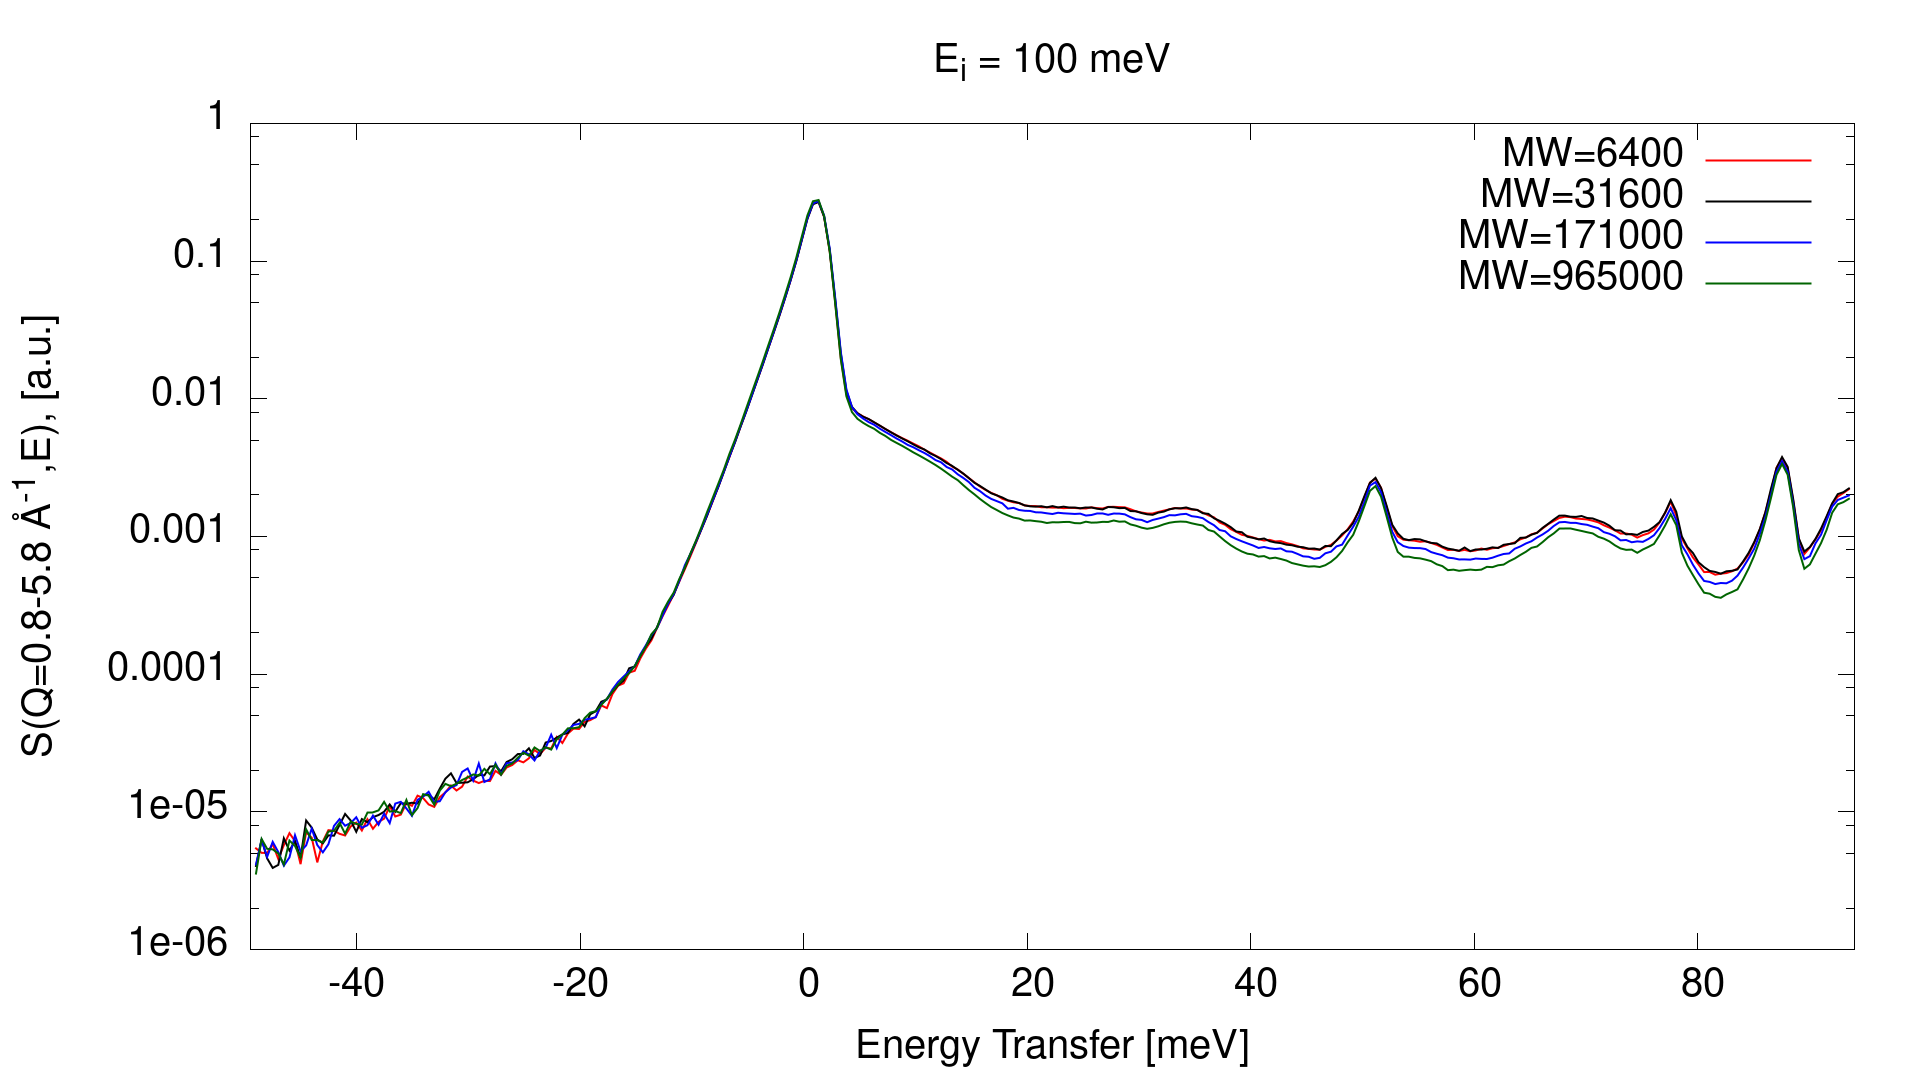 E_i = 100 meV
MW=6400
MW=31600
MW=171000
MW=965000
S(Q=0.8-5.8 Å^-1,E), [a.u.]
1
0.1
0.01
0.001
0.0001
1e-05
1e-06
-40 -20 0 20 40 60 80
Energy Transfer [meV]